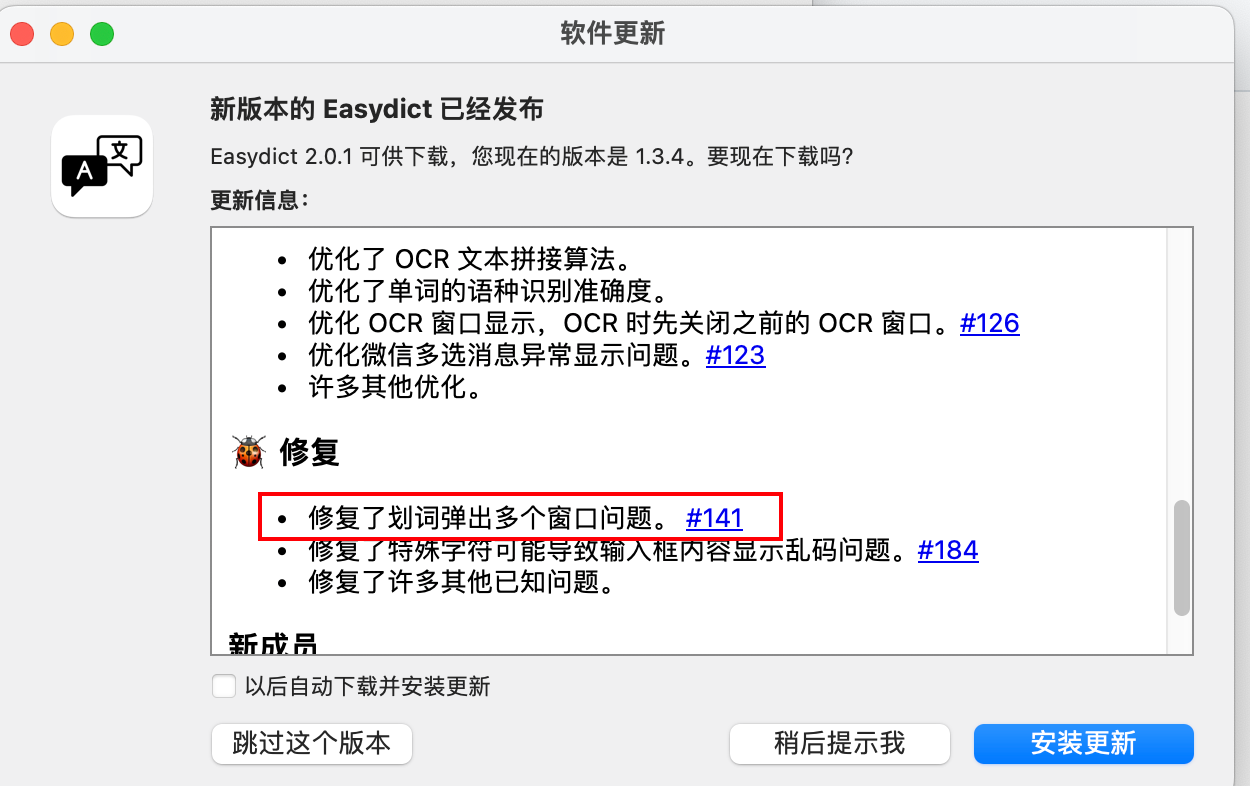 软件更新
新版本的 Easydict 已经发布
A 文
Easydict 2.0.1 可供下载，您现在的版本是 1.3.4。要现在下载吗?
更新信息：
• 优化了 OCR 文本拼接算法。
• 优化了单词的语种识别准确度。
• 优化 OCR 窗口显示，OCR 时先关闭之前的 OCR 窗口。#126
• 优化微信多选消息异常显示问题。#123
• 许多其他优化。
🐞 修复
• 修复了划词弹出多个窗口问题。 #141
• 修复了特殊字符可能导致输入框内容显示乱码问题。#184
• 修复了许多其他已知问题。
新成员
以后自动下载并安装更新
跳过这个版本 稍后提示我 安装更新